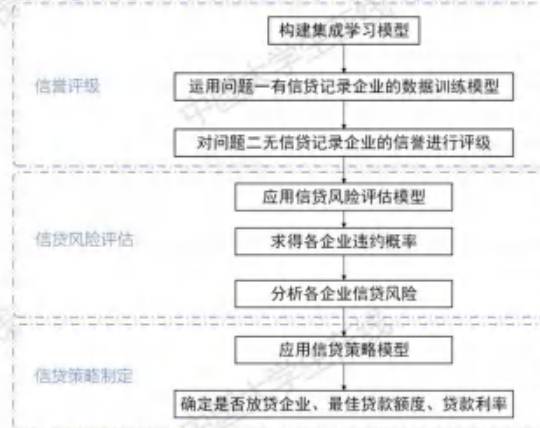 构建集成学习模型
信誉评级
运用问题一有信贷记录企业的数据训练模型
对问题二无信贷记录企业的信誉进行评级
应用信贷风险评估模型
信贷风险评估
求得各企业违约概率
分析各企业信贷风险
应用信贷策略模型
信贷策略制定
确定是否放贷企业、最佳贷款额度、贷款利率